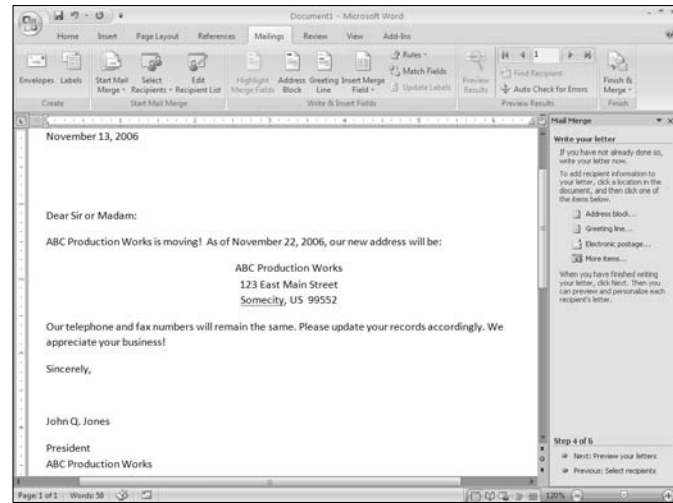 Document1 - Microsoft Word
Home Insert Page Layout References Mailings Review View Add-Ins
Envelopes Labels Start Mail Merge Select Recipients Edit Recipient List Highlight Merge Fields Address Block Greeting Line Insert Merge Field Rules Match Fields Update Labels Preview Results 1 Find Recipient Auto Check for Errors Finish & Merge
Create Start Mail Merge Write & Insert Fields Preview Results Finish
November 13, 2006
Dear Sir or Madam:
ABC Production Works is moving! As of November 22, 2006, our new address will be:
ABC Production Works
123 East Main Street
Somecity, US 99552
Our telephone and fax numbers will remain the same. Please update your records accordingly. We
appreciate your business!
Sincerely,
John Q. Jones
President
ABC Production Works
Mail Merge
Write your letter
If you have not already done so,
write your letter now.
To add recipient information to
your letter, click a location in the
document, and then click one of
the items below.
Address block...
Greeting line...
Electronic postage...
More items...
When you have finished writing
your letter, click Next. Then you
can preview and personalize each
recipient's letter.
Step 4 of 6
Next: Preview your letters
Previous: Select recipients
Page: 1 of 1 Words: 58 120%